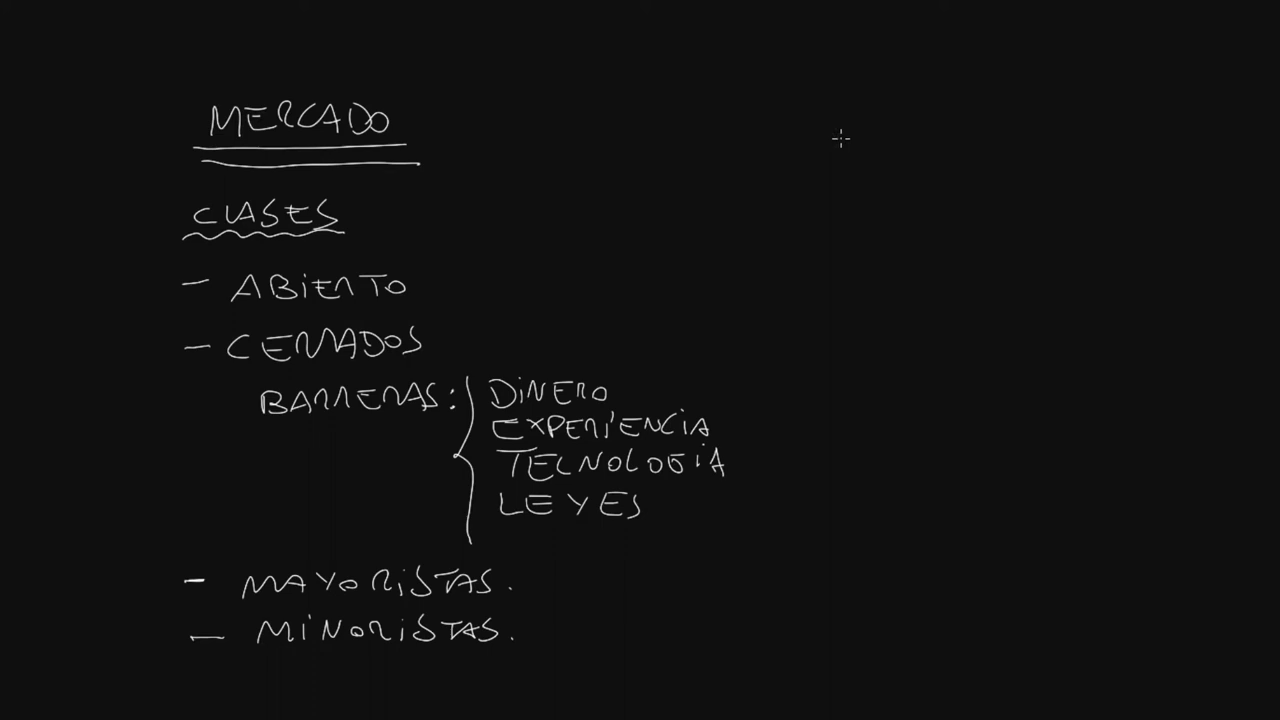 MERCADO
CLASES
- ABIERTO
- CERRADOS
BARRERAS: { DINERO
EXPERIENCIA
TECNOLOGIA
LEYES
- MAYORISTAS.
- MINORISTAS.